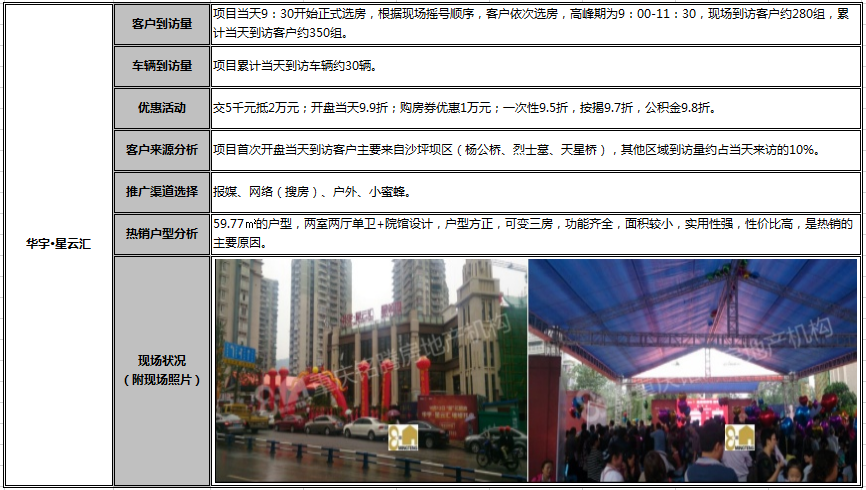 华宇•星云汇
客户到访量
项目当天9：30开始正式选房，根据现场摇号顺序，客户依次选房，高峰期为9：00-11：30，现场到访客户约280组，累
计当天到访客户约350组。
车辆到访量
项目累计当天到访车辆约30辆。
优惠活动
交5千元抵2万元；开盘当天9.9折；购房券优惠1万元；一次性9.5折，按揭9.7折，公积金9.8折。
客户来源分析
项目首次开盘当天到访客户主要来自沙坪坝区（杨公桥、烈士墓、天星桥），其他区域到访量约占当天来访的10%。
推广渠道选择
报媒、网络（搜房）、户外、小蜜蜂。
热销户型分析
59.77㎡的户型，两室两厅单卫+院馆设计，户型方正，可变三房，功能齐全，面积较小，实用性强，性价比高，是热销的
主要原因。
现场状况
（附现场照片）
房地产机构
地产机构